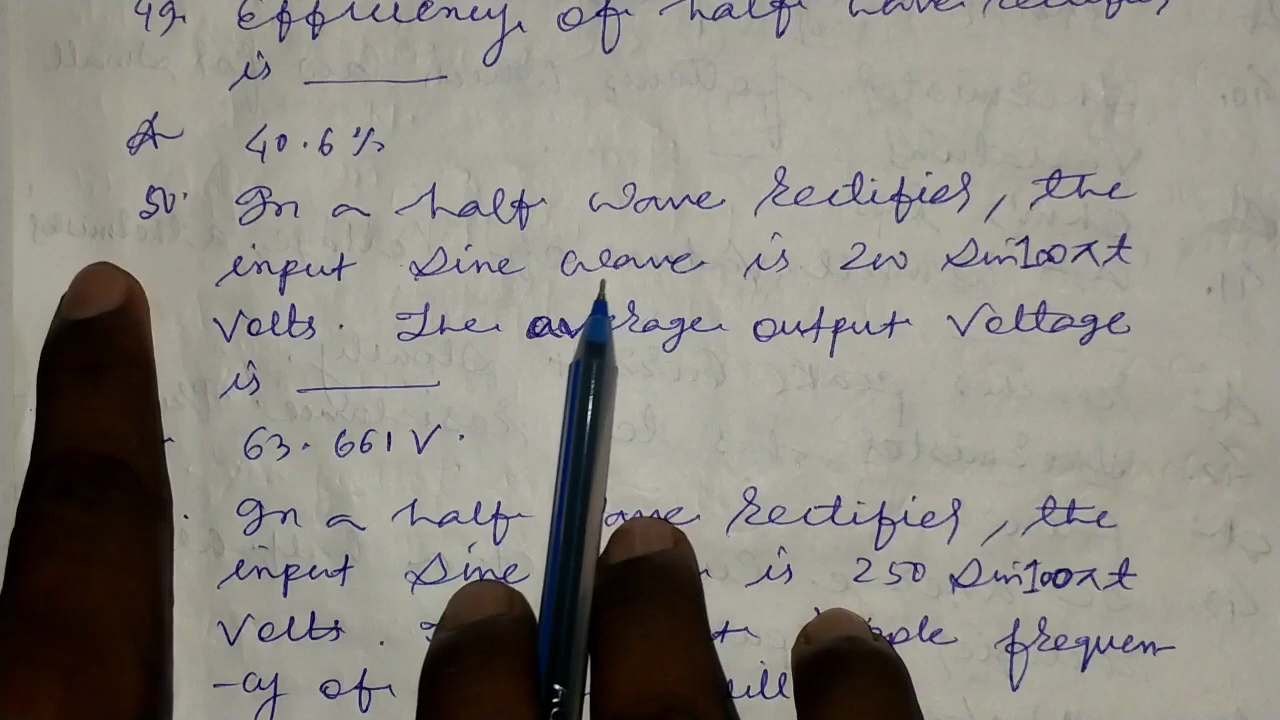 49. Efficiency of half wave rectifier
is ______
A 40.6%
50. In a half wave rectifier, the
input sine wave is 200 Sin100πt
Volts. The average output Voltage
is ______
63.661V.
In a half wave rectifier, the
input sine is 250 Sin100πt
Volts. frequen-
-cy of